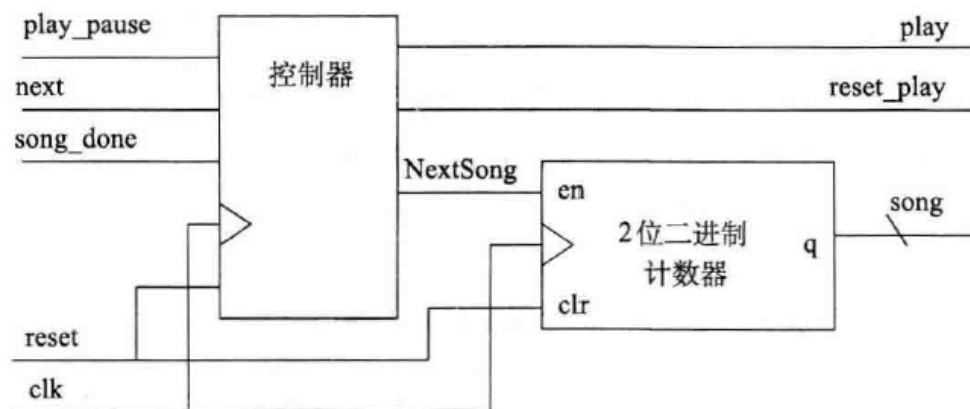 play_pause
控制器
play
next
reset_play
song_done
NextSong
en
2位二进制
计数器
q
song
clr
reset
clk